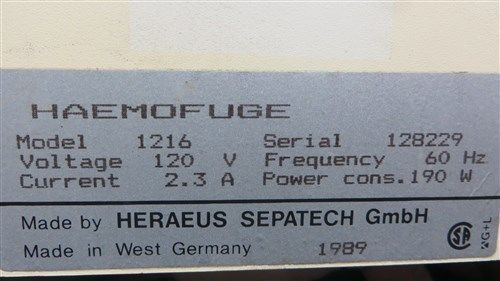 HAEMOFUGE
Model 1216 Serial 128229
Voltage 120 V Frequency 60 Hz
Current 2.3 A Power cons.190 W
Made by HERAEUS SEPATECH GmbH
Made in West Germany 1989
SA
G+L